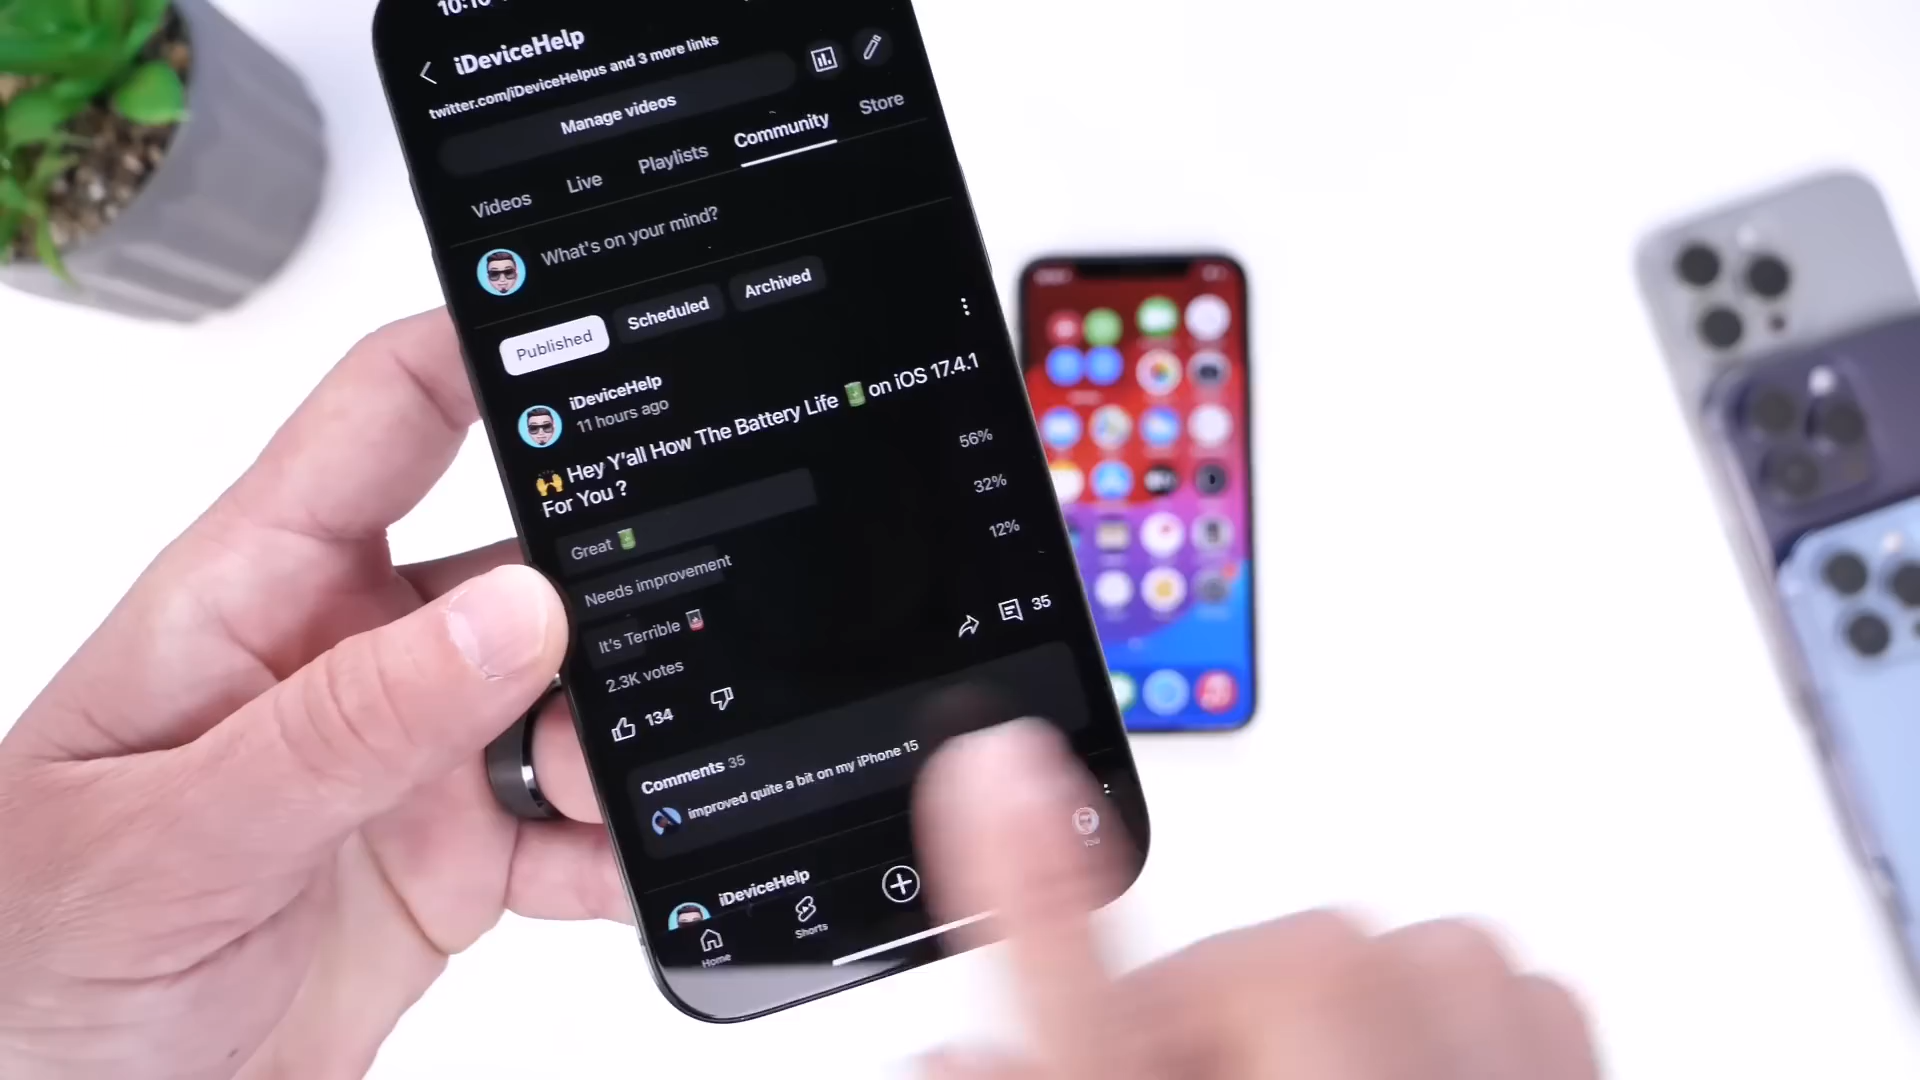 iDeviceHelp
twitter.com/iDeviceHelpus and 3 more links
Manage videos
Videos Live Playlists Community Store
What's on your mind?
Published Scheduled Archived
iDeviceHelp
11 hours ago
🙌 Hey Y'all How The Battery Life 🔋 on iOS 17.4.1
For You ?
Great 🔋 56%
Needs improvement 32%
It's Terrible 🪫 12%
2.3K votes
134 35
Comments 35
improved quite a bit on my iPhone 15
iDeviceHelp
Home Shorts You